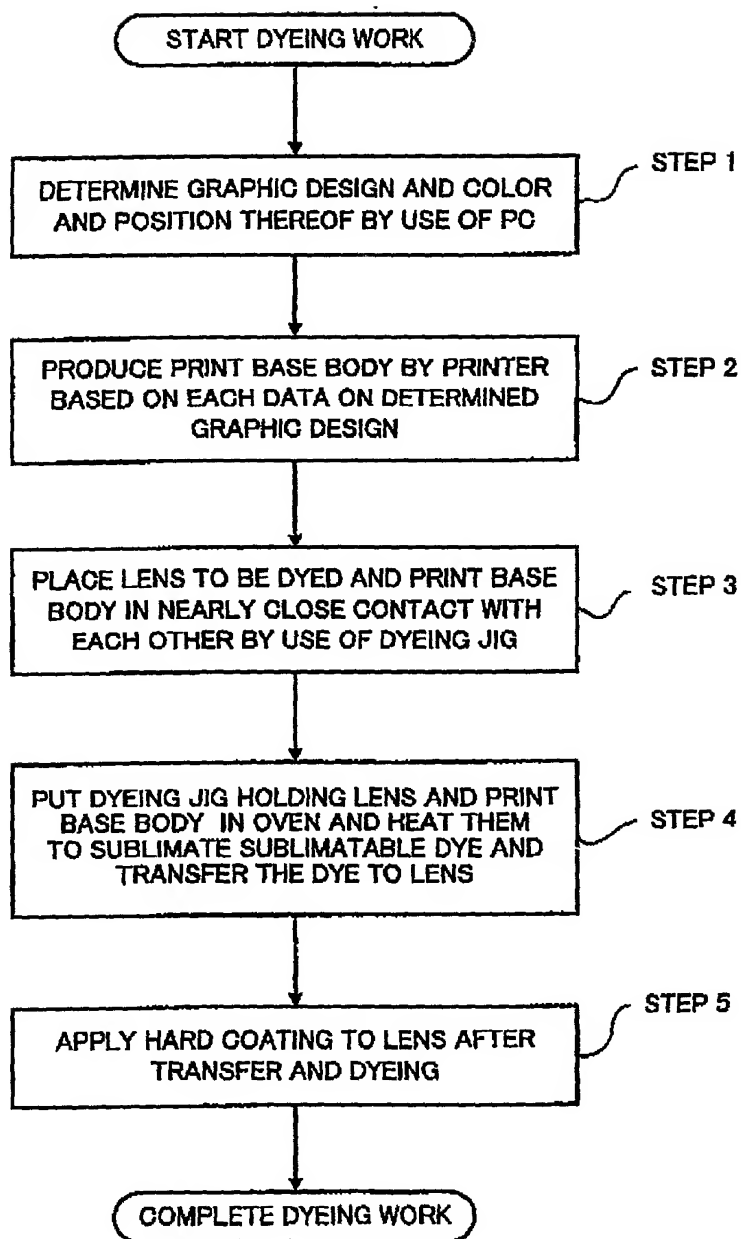 START DYEING WORK
STEP 1
DETERMINE GRAPHIC DESIGN AND COLOR
AND POSITION THEREOF BY USE OF PC
STEP 2
PRODUCE PRINT BASE BODY BY PRINTER
BASED ON EACH DATA ON DETERMINED
GRAPHIC DESIGN
STEP 3
PLACE LENS TO BE DYED AND PRINT BASE
BODY IN NEARLY CLOSE CONTACT WITH
EACH OTHER BY USE OF DYEING JIG
STEP 4
PUT DYEING JIG HOLDING LENS AND PRINT
BASE BODY IN OVEN AND HEAT THEM
TO SUBLIMATE SUBLIMATABLE DYE AND
TRANSFER THE DYE TO LENS
STEP 5
APPLY HARD COATING TO LENS AFTER
TRANSFER AND DYEING
COMPLETE DYEING WORK